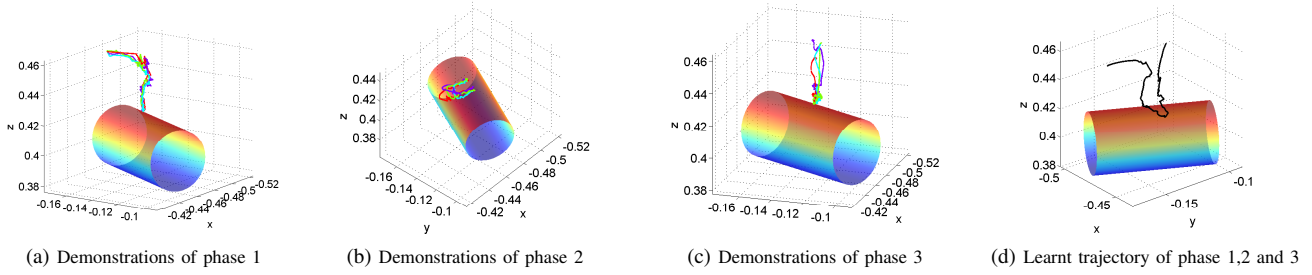 0.46
0.44
z
0.42
0.4
0.38
-0.16 -0.14 -0.12 -0.1
-0.42 -0.44 -0.46 -0.48 -0.5 -0.52
x
(a) Demonstrations of phase 1
0.44
0.42
z
0.4
0.38
-0.16
-0.14
-0.12
-0.1
y
-0.42
-0.44
-0.46
-0.48
-0.5
-0.52
x
(b) Demonstrations of phase 2
0.46
0.44
z
0.42
0.4
0.38
-0.16 -0.14 -0.12 -0.1
-0.42 -0.44 -0.46 -0.48 -0.5 -0.52
x
(c) Demonstrations of phase 3
0.46
0.44
z
0.42
0.4
0.38
-0.5
-0.45
x
-0.15
-0.1
y
(d) Learnt trajectory of phase 1,2 and 3